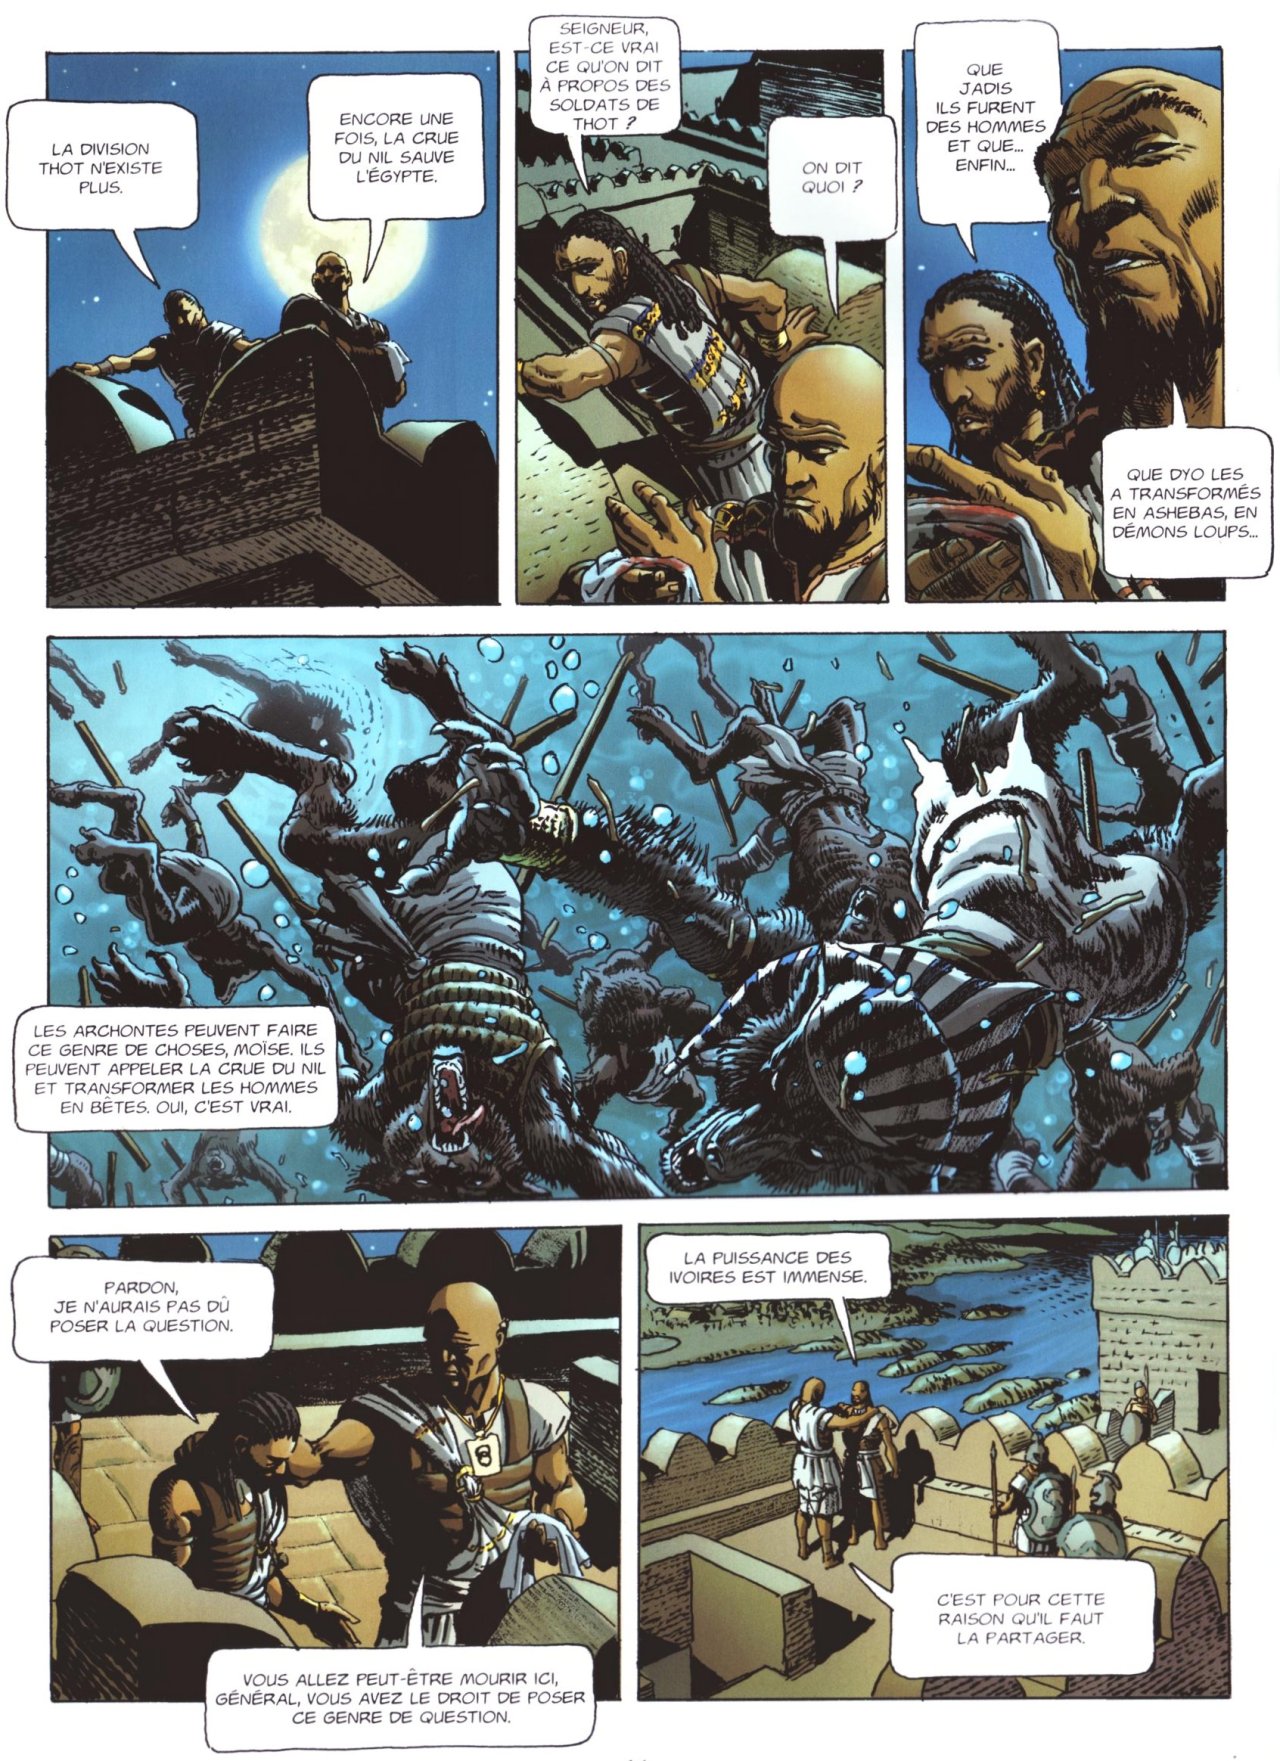 LA DIVISION
THOT N'EXISTE
PLUS.
ENCORE UNE
FOIS, LA CRUE
DU NIL SAUVE
L'ÉGYPTE.
SEIGNEUR,
EST-CE VRAI
CE QU'ON DIT
À PROPOS DES
SOLDATS DE
THOT ?
ON DIT
QUOI ?
QUE
JADIS
ILS FURENT
DES HOMMES
ET QUE...
ENFIN...
QUE DYO LES
A TRANSFORMÉS
EN ASHEBAS, EN
DÉMONS LOUPS...
LES ARCHONTES PEUVENT FAIRE
CE GENRE DE CHOSES, MOÏSE. ILS
PEUVENT APPELER LA CRUE DU NIL
ET TRANSFORMER LES HOMMES
EN BÊTES. OUI, C'EST VRAI.
PARDON,
JE N'AURAIS PAS DÛ
POSER LA QUESTION.
VOUS ALLEZ PEUT-ÊTRE MOURIR ICI,
GÉNÉRAL, VOUS AVEZ LE DROIT DE POSER
CE GENRE DE QUESTION.
LA PUISSANCE DES
IVOIRES EST IMMENSE.
C'EST POUR CETTE
RAISON QU'IL FAUT
LA PARTAGER.